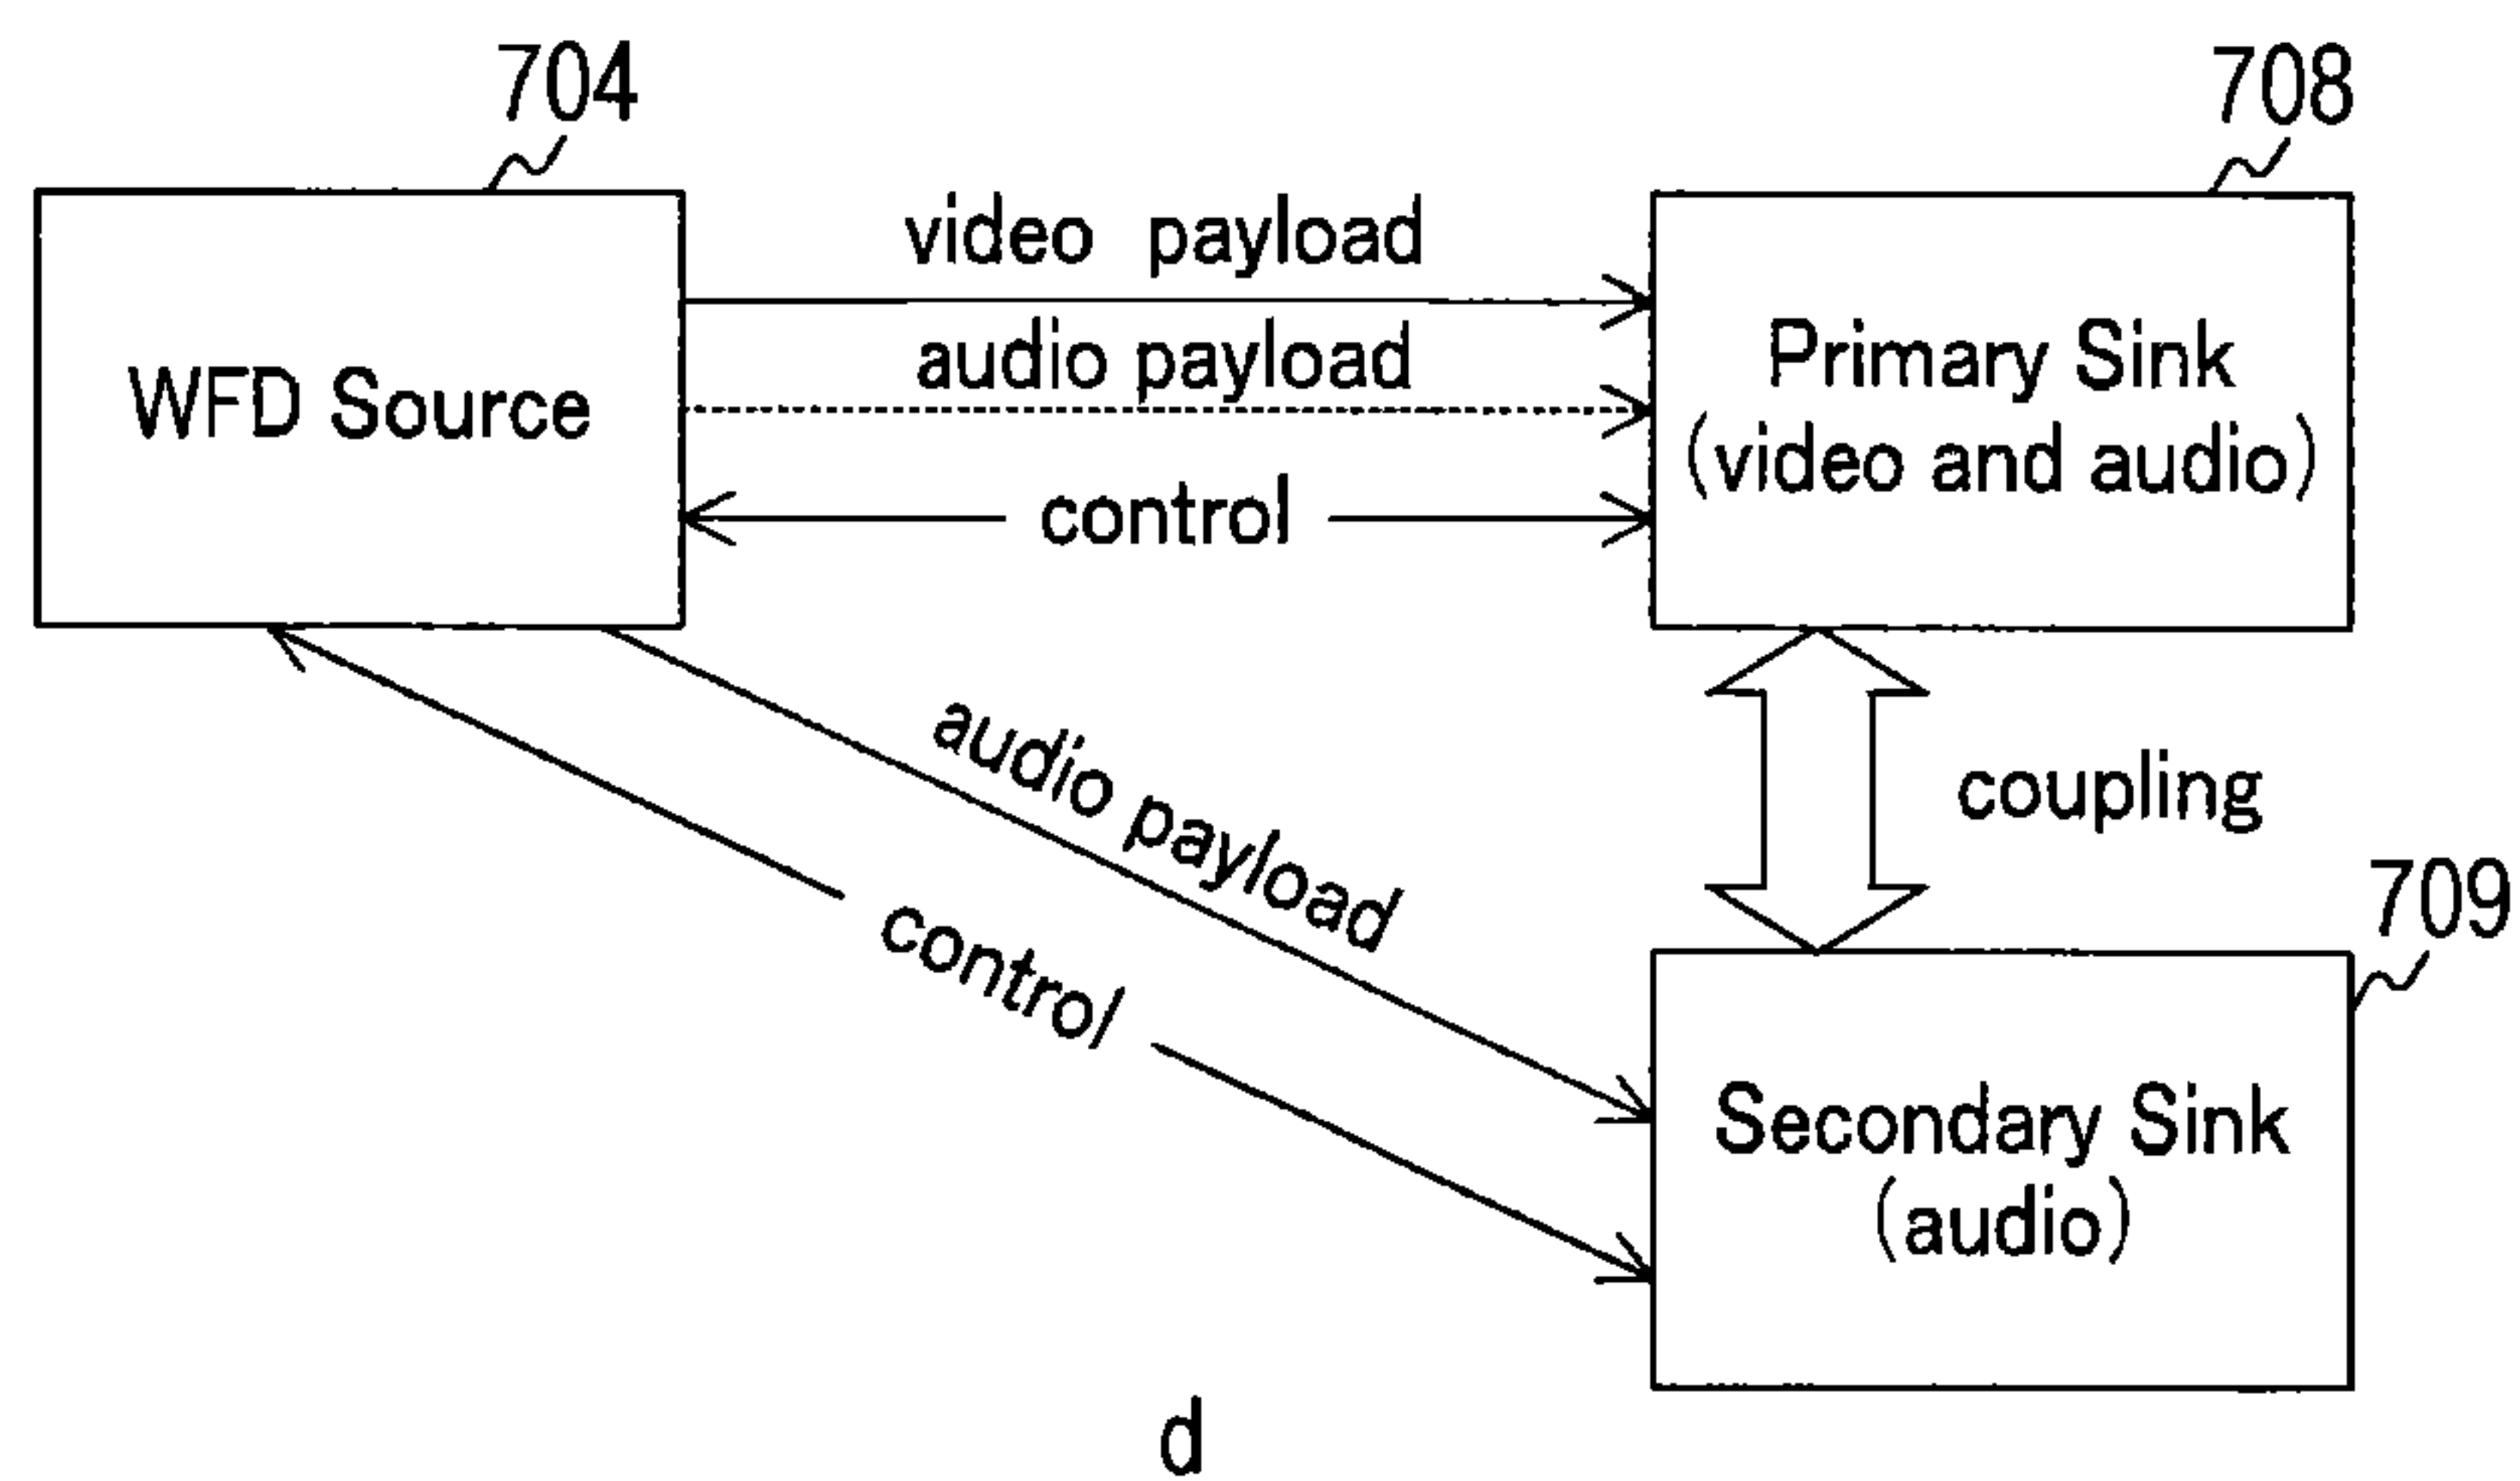 704
708
video payload
WFD Source
audio payload
Primary Sink
(video and audio)
control
audio payload
control
coupling
709
Secondary Sink
(audio)
d